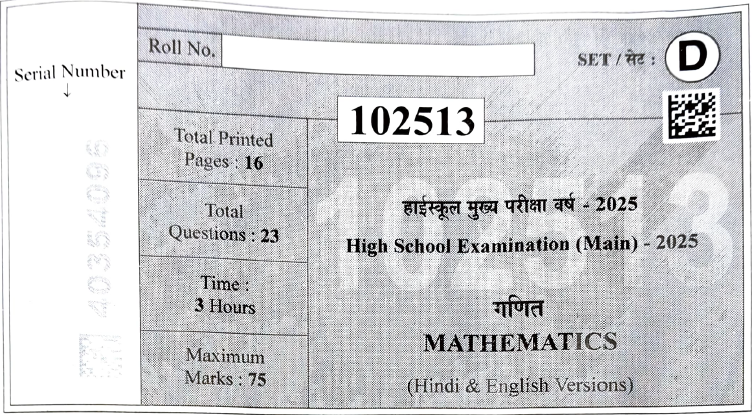 Serial Number
↓
40354095
Roll No.
SET / सेट : D
102513
Total Printed
Pages : 16
Total
Questions : 23
Time :
3 Hours
Maximum
Marks : 75
102513
हाईस्कूल मुख्य परीक्षा वर्ष - 2025
High School Examination (Main) - 2025
गणित
MATHEMATICS
(Hindi & English Versions)